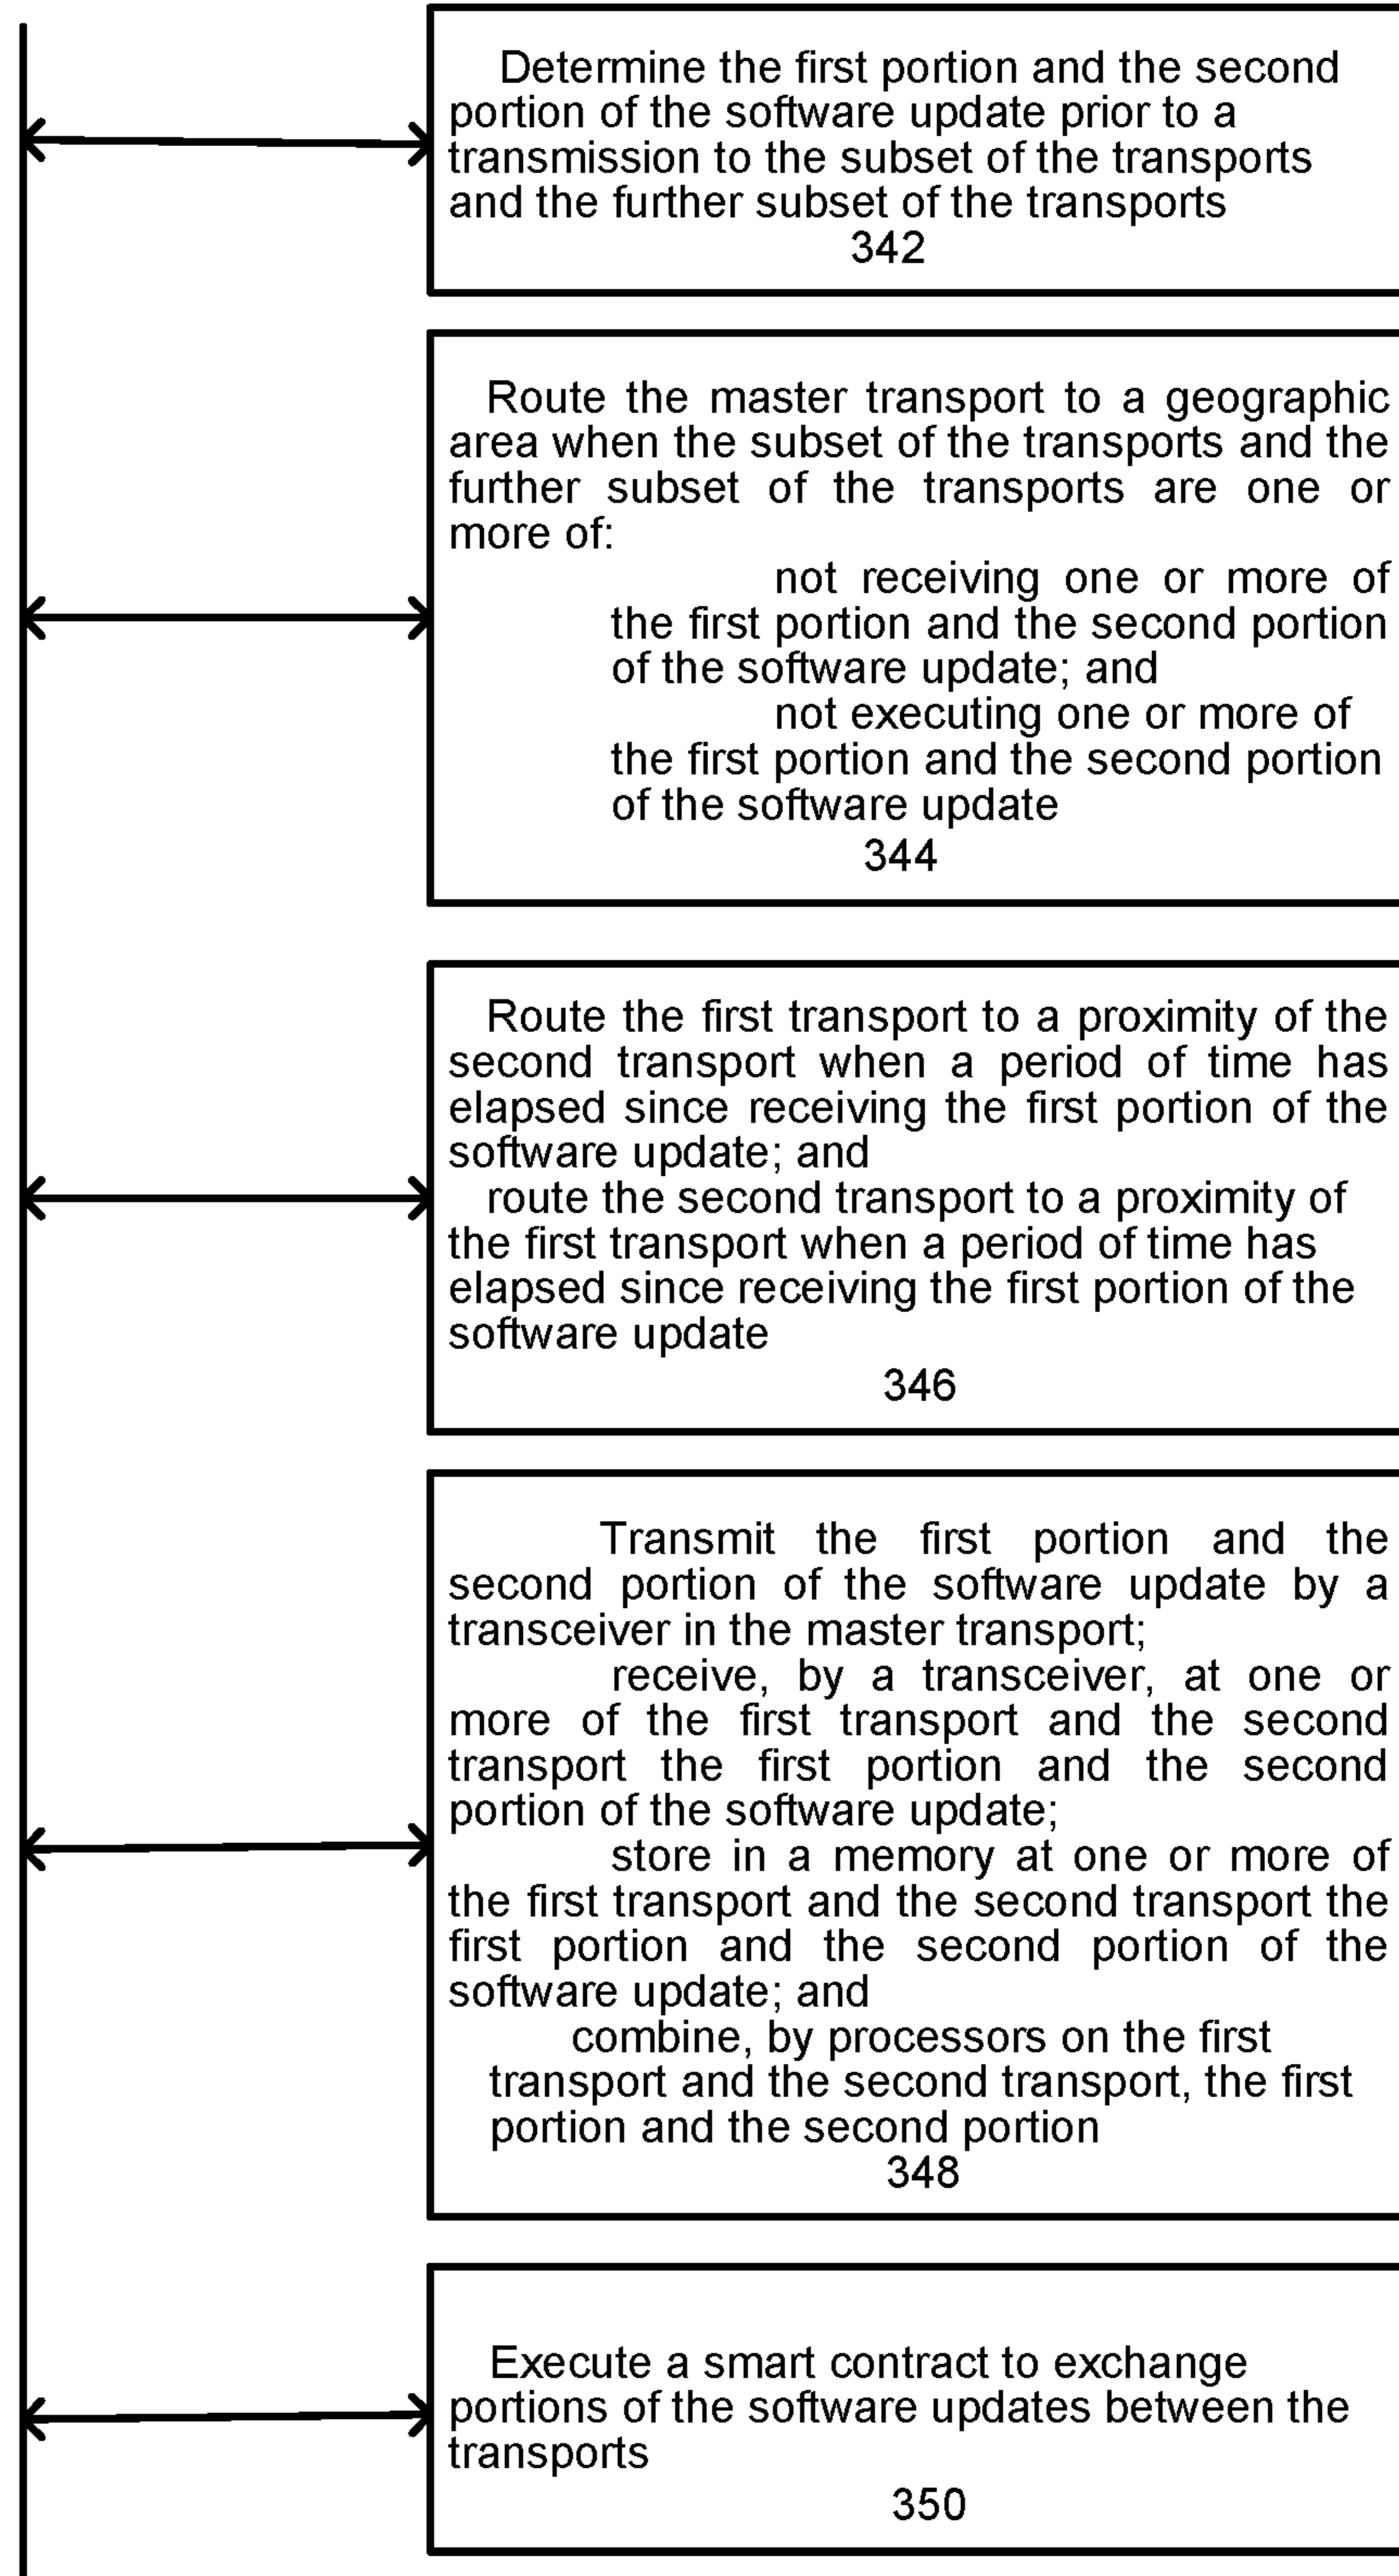 Determine the first portion and the second
portion of the software update prior to a
transmission to the subset of the transports
and the further subset of the transports
342
Route the master transport to a geographic
area when the subset of the transports and the
further subset of the transports are one or
more of:
not receiving one or more of
the first portion and the second portion
of the software update; and
not executing one or more of
the first portion and the second portion
of the software update
344
Route the first transport to a proximity of the
second transport when a period of time has
elapsed since receiving the first portion of the
software update; and
route the second transport to a proximity of
the first transport when a period of time has
elapsed since receiving the first portion of the
software update
346
Transmit the first portion and the
second portion of the software update by a
transceiver in the master transport;
receive, by a transceiver, at one or
more of the first transport and the second
transport the first portion and the second
portion of the software update;
store in a memory at one or more of
the first transport and the second transport the
first portion and the second portion of the
software update; and
combine, by processors on the first
transport and the second transport, the first
portion and the second portion
348
Execute a smart contract to exchange
portions of the software updates between the
transports
350